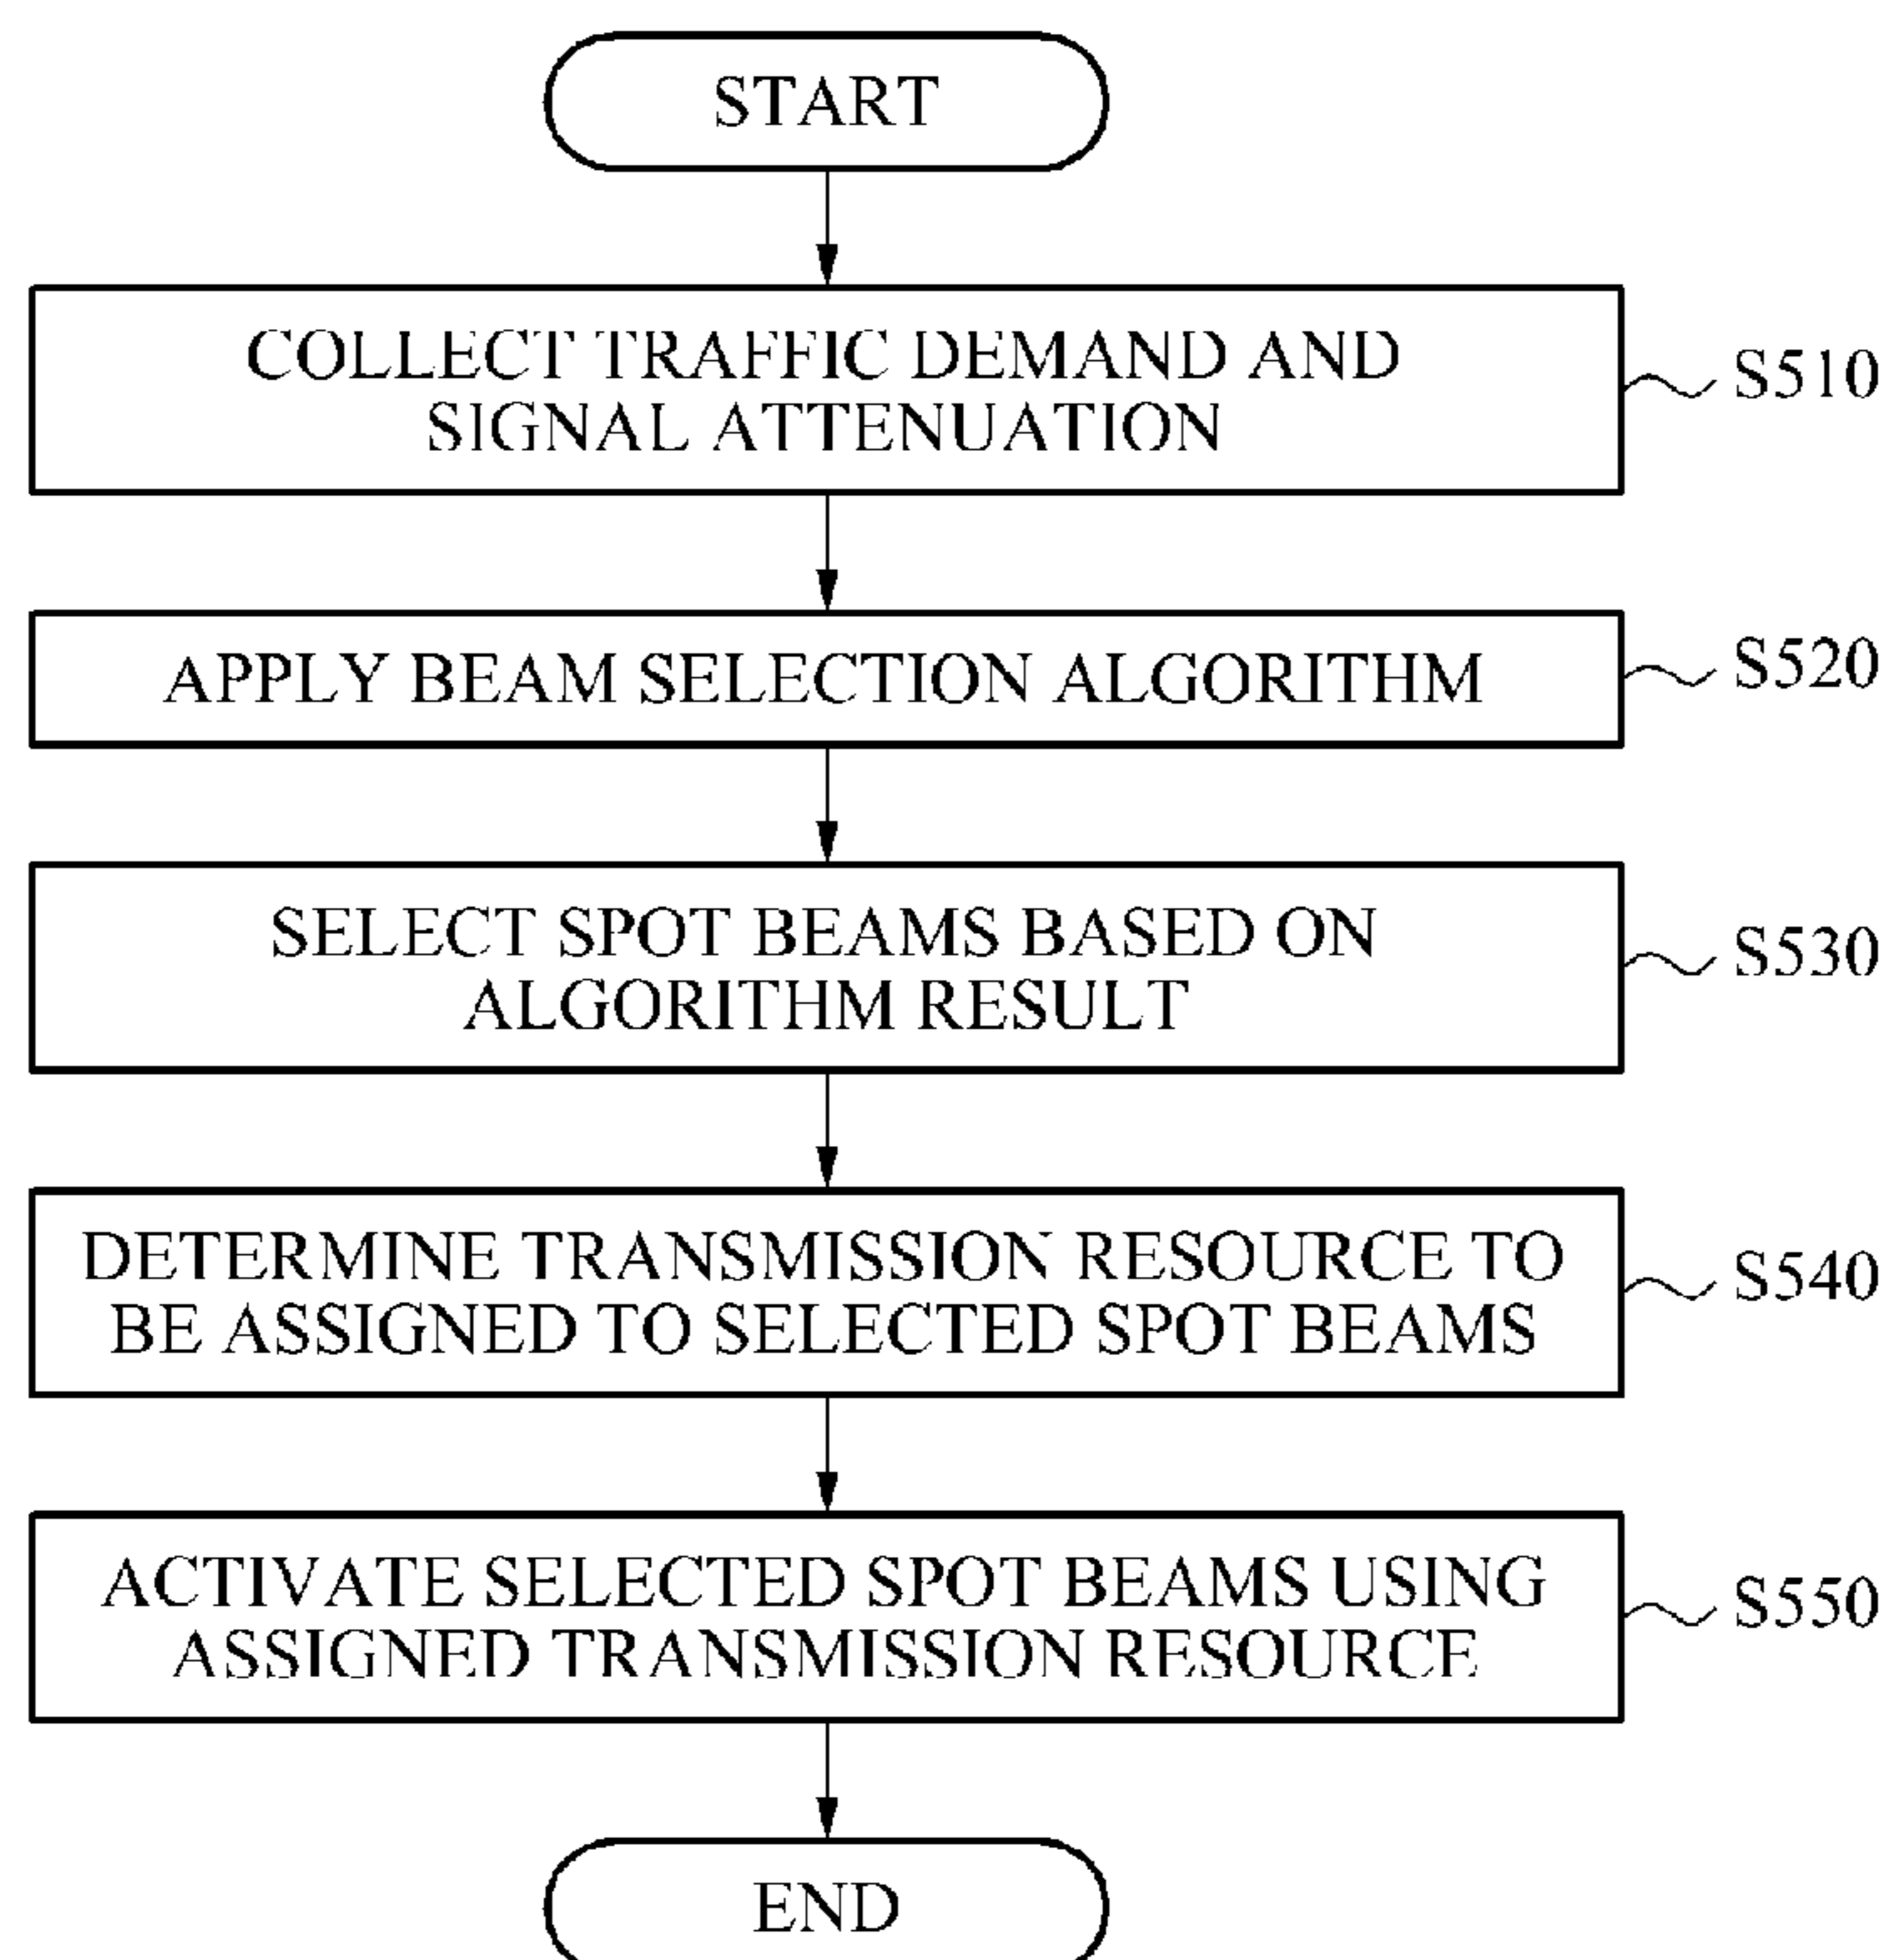 START
COLLECT TRAFFIC DEMAND AND
SIGNAL ATTENUATION
S510
APPLY BEAM SELECTION ALGORITHM
S520
SELECT SPOT BEAMS BASED ON
ALGORITHM RESULT
S530
DETERMINE TRANSMISSION RESOURCE TO
BE ASSIGNED TO SELECTED SPOT BEAMS
S540
ACTIVATE SELECTED SPOT BEAMS USING
ASSIGNED TRANSMISSION RESOURCE
S550
END